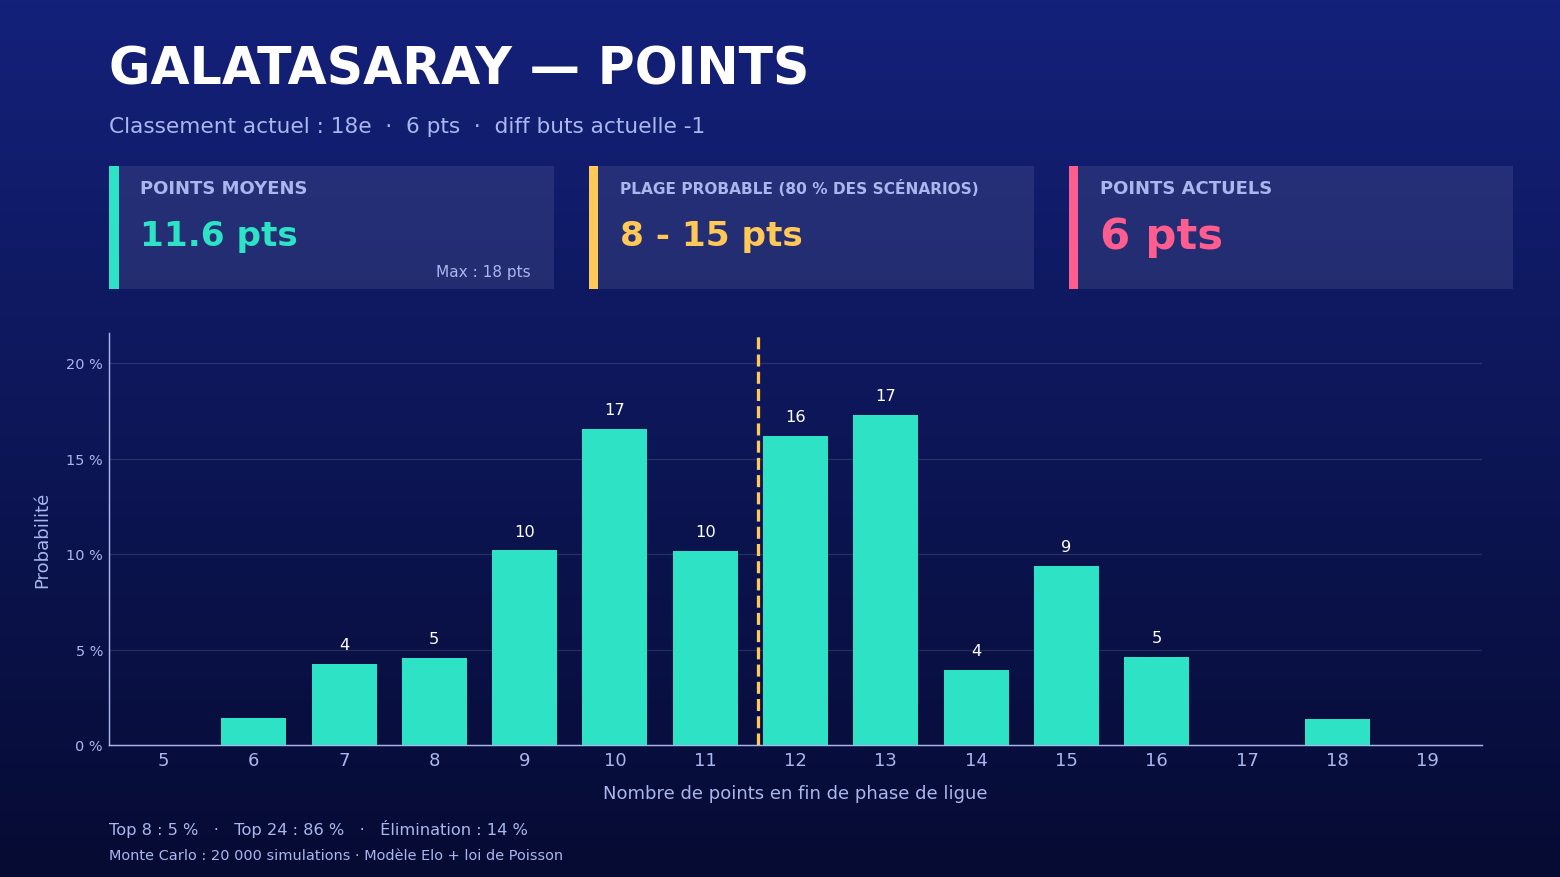 GALATASARAY — POINTS
Classement actuel : 18e · 6 pts · diff buts actuelle -1
POINTS MOYENS
11.6 pts
Max : 18 pts
PLAGE PROBABLE (80 % DES SCÉNARIOS)
8 - 15 pts
POINTS ACTUELS
6 pts
20 %
15 %
10 %
5 %
0 %
Probabilité
4
5
10
17
10
16
17
4
9
5
5 6 7 8 9 10 11 12 13 14 15 16 17 18 19
Nombre de points en fin de phase de ligue
Top 8 : 5 % · Top 24 : 86 % · Élimination : 14 %
Monte Carlo : 20 000 simulations · Modèle Elo + loi de Poisson